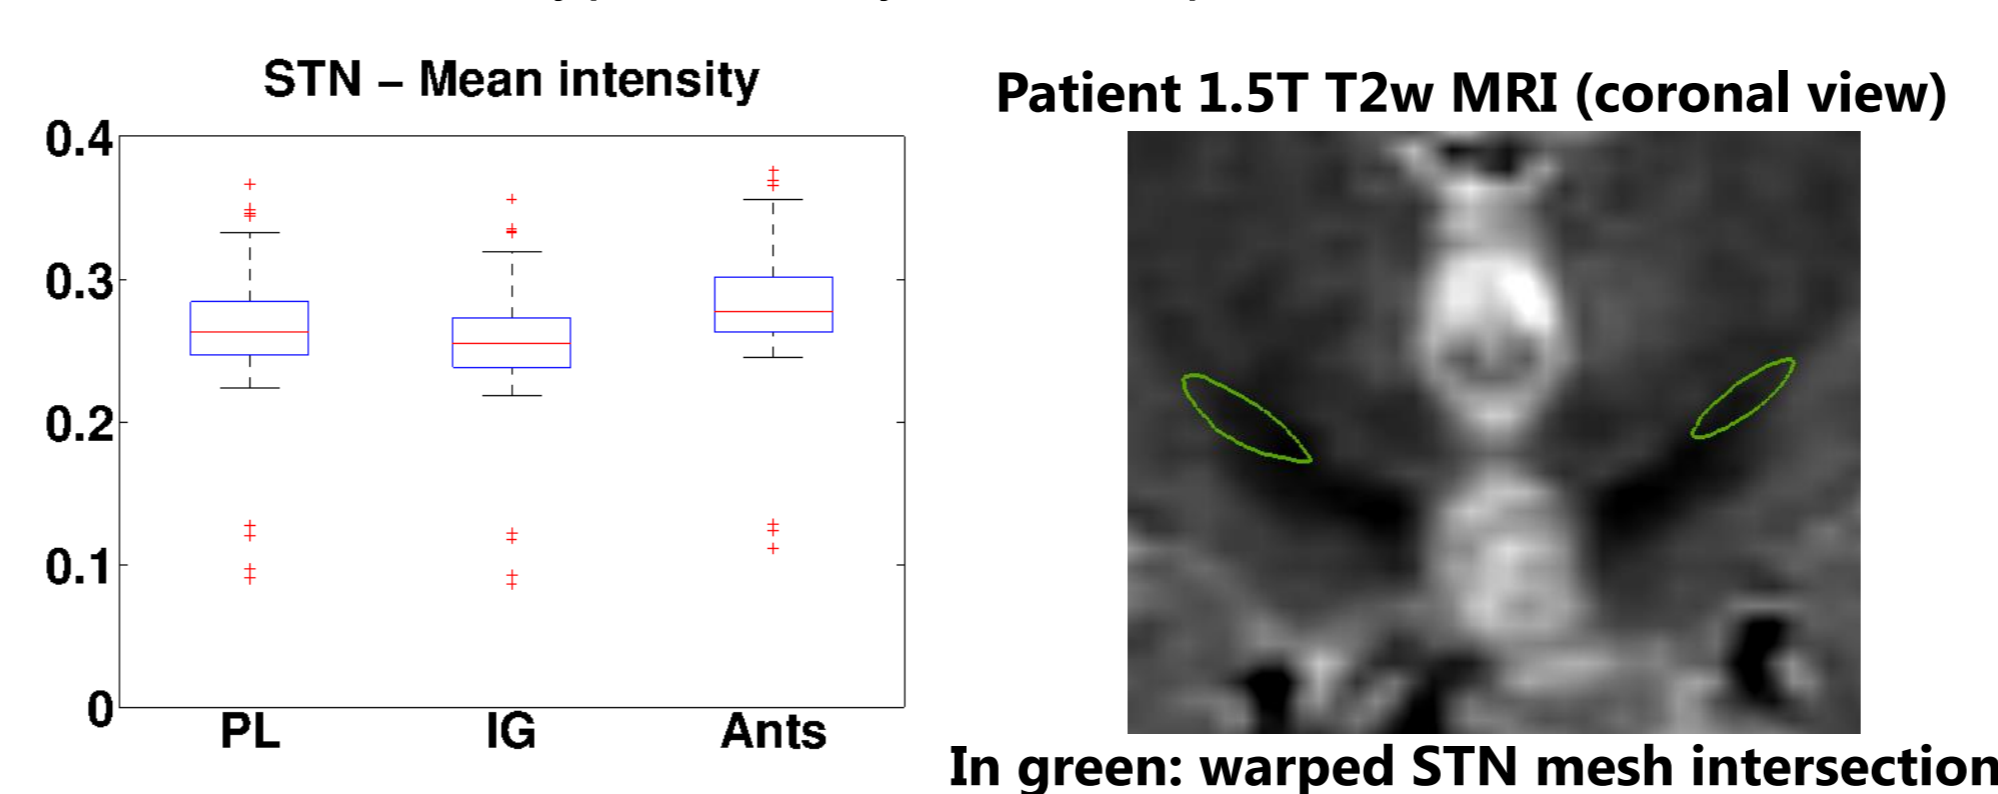 STN – Mean intensity
0.4
0.3
0.2
0.1
0
PL IG Ants
Patient 1.5T T2w MRI (coronal view)
In green: warped STN mesh intersection